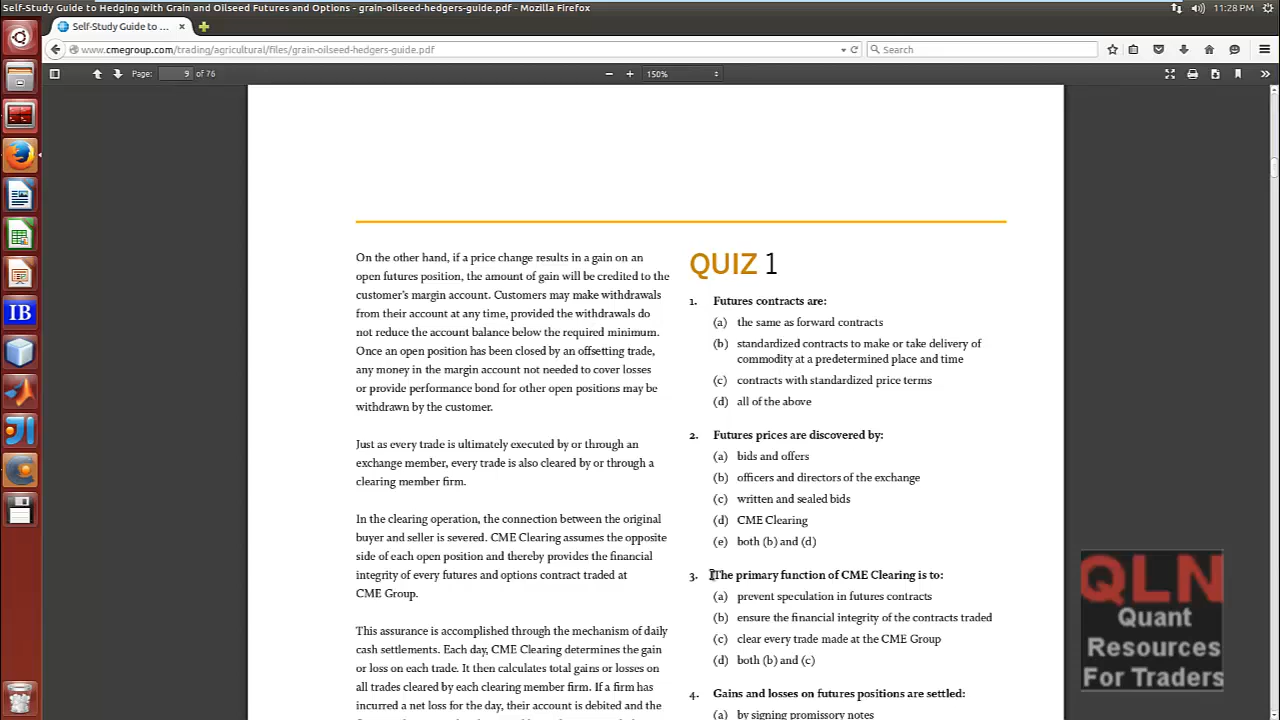 Self-Study Guide to Hedging with Grain and Oilseed Futures and Options - grain-oilseed-hedgers-guide.pdf - Mozilla Firefox
11:28 PM
Self-Study Guide to ...
www.cmegroup.com/trading/agricultural/files/grain-oilseed-hedgers-guide.pdf
Search
Page: 9 of 76
150%
On the other hand, if a price change results in a gain on an
open futures position, the amount of gain will be credited to the
customer's margin account. Customers may make withdrawals
from their account at any time, provided the withdrawals do
not reduce the account balance below the required minimum.
Once an open position has been closed by an offsetting trade,
any money in the margin account not needed to cover losses
or provide performance bond for other open positions may be
withdrawn by the customer.
Just as every trade is ultimately executed by or through an
exchange member, every trade is also cleared by or through a
clearing member firm.
In the clearing operation, the connection between the original
buyer and seller is severed. CME Clearing assumes the opposite
side of each open position and thereby provides the financial
integrity of every futures and options contract traded at
CME Group.
This assurance is accomplished through the mechanism of daily
cash settlements. Each day, CME Clearing determines the gain
or loss on each trade. It then calculates total gains or losses on
all trades cleared by each clearing member firm. If a firm has
incurred a net loss for the day, their account is debited and the
QUIZ 1
1. Futures contracts are:
(a) the same as forward contracts
(b) standardized contracts to make or take delivery of
commodity at a predetermined place and time
(c) contracts with standardized price terms
(d) all of the above
2. Futures prices are discovered by:
(a) bids and offers
(b) officers and directors of the exchange
(c) written and sealed bids
(d) CME Clearing
(e) both (b) and (d)
3. The primary function of CME Clearing is to:
(a) prevent speculation in futures contracts
(b) ensure the financial integrity of the contracts traded
(c) clear every trade made at the CME Group
(d) both (b) and (c)
4. Gains and losses on futures positions are settled:
(a) by signing promissory notes
IB
QLN
Quant
Resources
For Traders